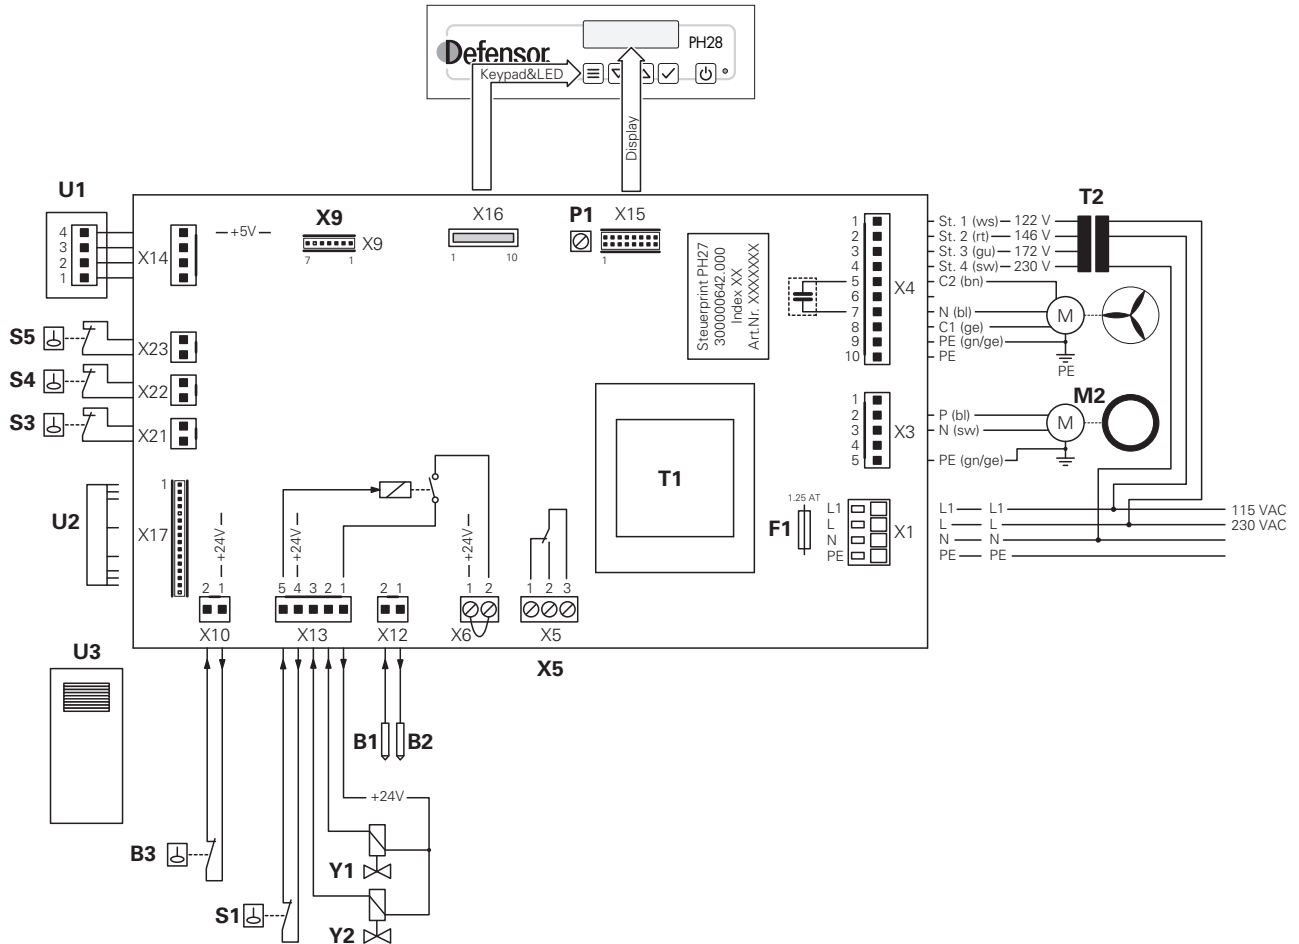 Defensor
PH28
Keypad&LED
Display
U1
4
3
2
1
X14
+5V
X9
X9
7 1
X16
1 10
P1
X15
1
Steuerprint PH27
300000642.000
Index XX
Art.Nr. XXXXXXX
1
2
3
4
5
6
7
8
9
10
X4
St. 1 (ws) 122 V
St. 2 (rt) 146 V
St. 3 (gu) 172 V
St. 4 (sw) 230 V
C2 (bn)
N (bl)
C1 (ge)
PE (gn/ge)
PE
T2
M
PE
S5
X23
S4
X22
S3
X21
1
2
3
4
5
X3
P (bl)
N (sw)
PE (gn/ge)
M
M2
T1
U2
1
X17
+24V
2 1
X10
+24V
5 4 3 2 1
X13
2 1
X12
+24V
1 2
X6
1 2 3
X5
1.25 AT
F1
L1
L
N
PE
X1
L1 L1 115 VAC
L L 230 VAC
N N
PE PE
X5
U3
B1
B2
+24V
B3
Y1
S1
Y2